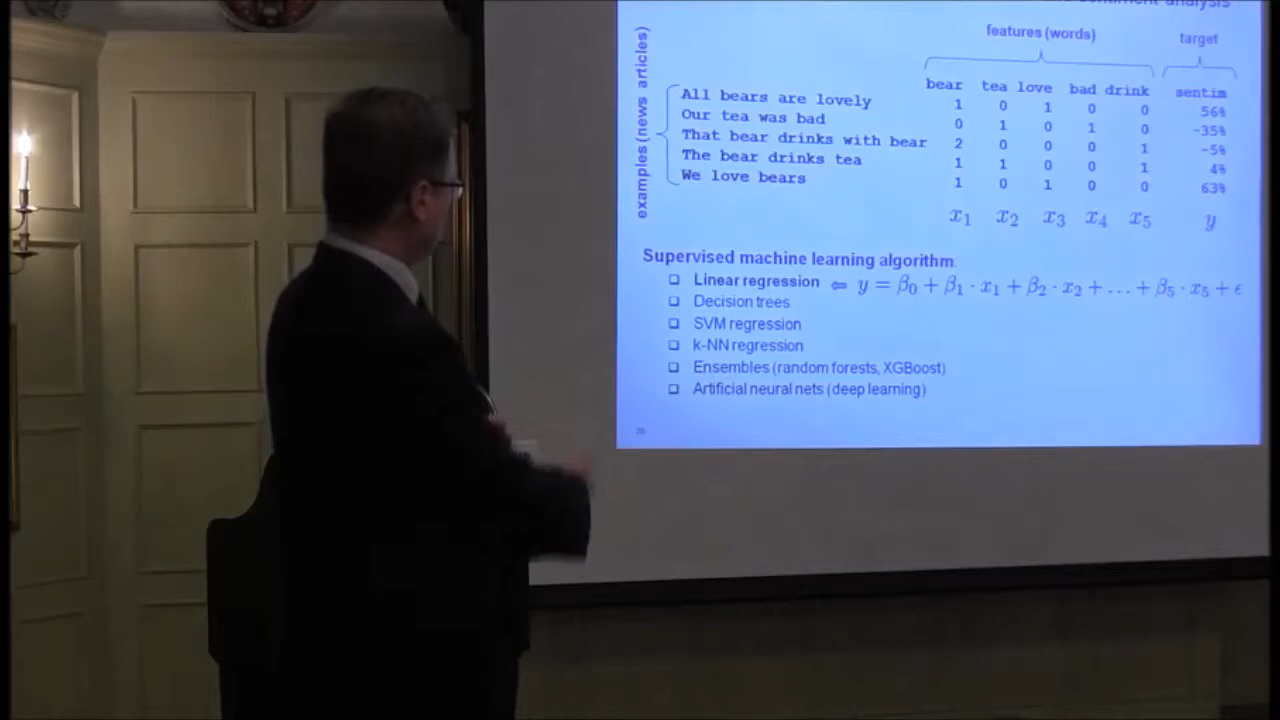 sentiment analysis
features (words) target
examples (news articles)
bear tea love bad drink sentim
All bears are lovely 1 0 1 0 0 56%
Our tea was bad 0 1 0 1 0 -35%
That bear drinks with bear 2 0 0 0 1 -5%
The bear drinks tea 1 1 0 0 1 4%
We love bears 1 0 1 0 0 63%
x₁ x₂ x₃ x₄ x₅ y
Supervised machine learning algorithm.
Linear regression ⇐ y = β₀ + β₁ · x₁ + β₂ · x₂ + … + β₅ · x₅ + ϵ
Decision trees
SVM regression
k-NN regression
Ensembles (random forests, XGBoost)
Artificial neural nets (deep learning)